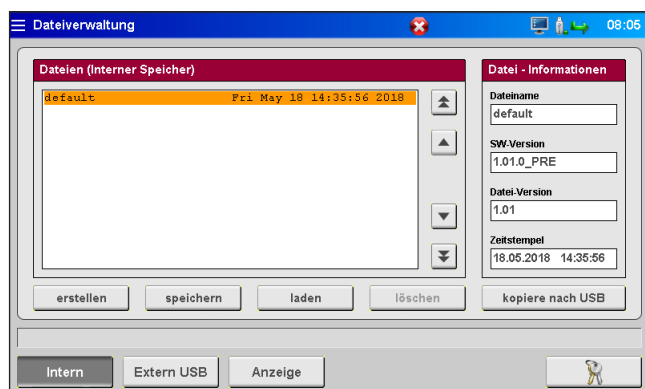 Dateiverwaltung
08:05
Dateien (Interner Speicher)
default Fri May 18 14:35:56 2018
Datei - Informationen
Dateiname
default
SW-Version
1.01.0_PRE
Datei-Version
1.01
Zeitstempel
18.05.2018 14:35:56
erstellen
speichern
laden
löschen
kopiere nach USB
Intern
Extern USB
Anzeige